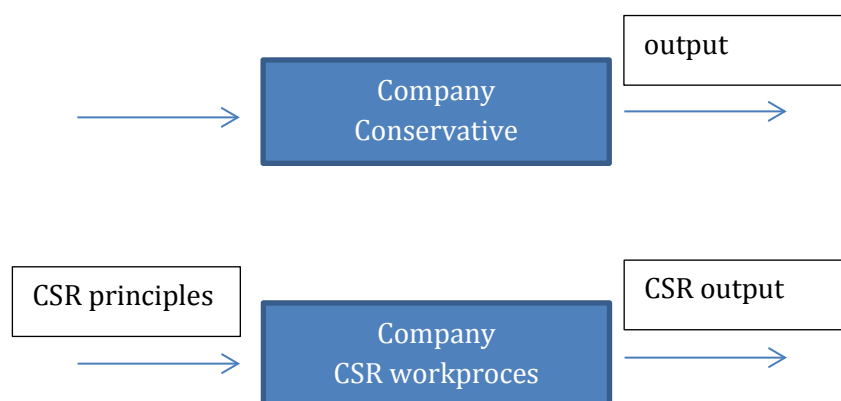 output
Company
Conservative
CSR principles
CSR output
Company
CSR workproces